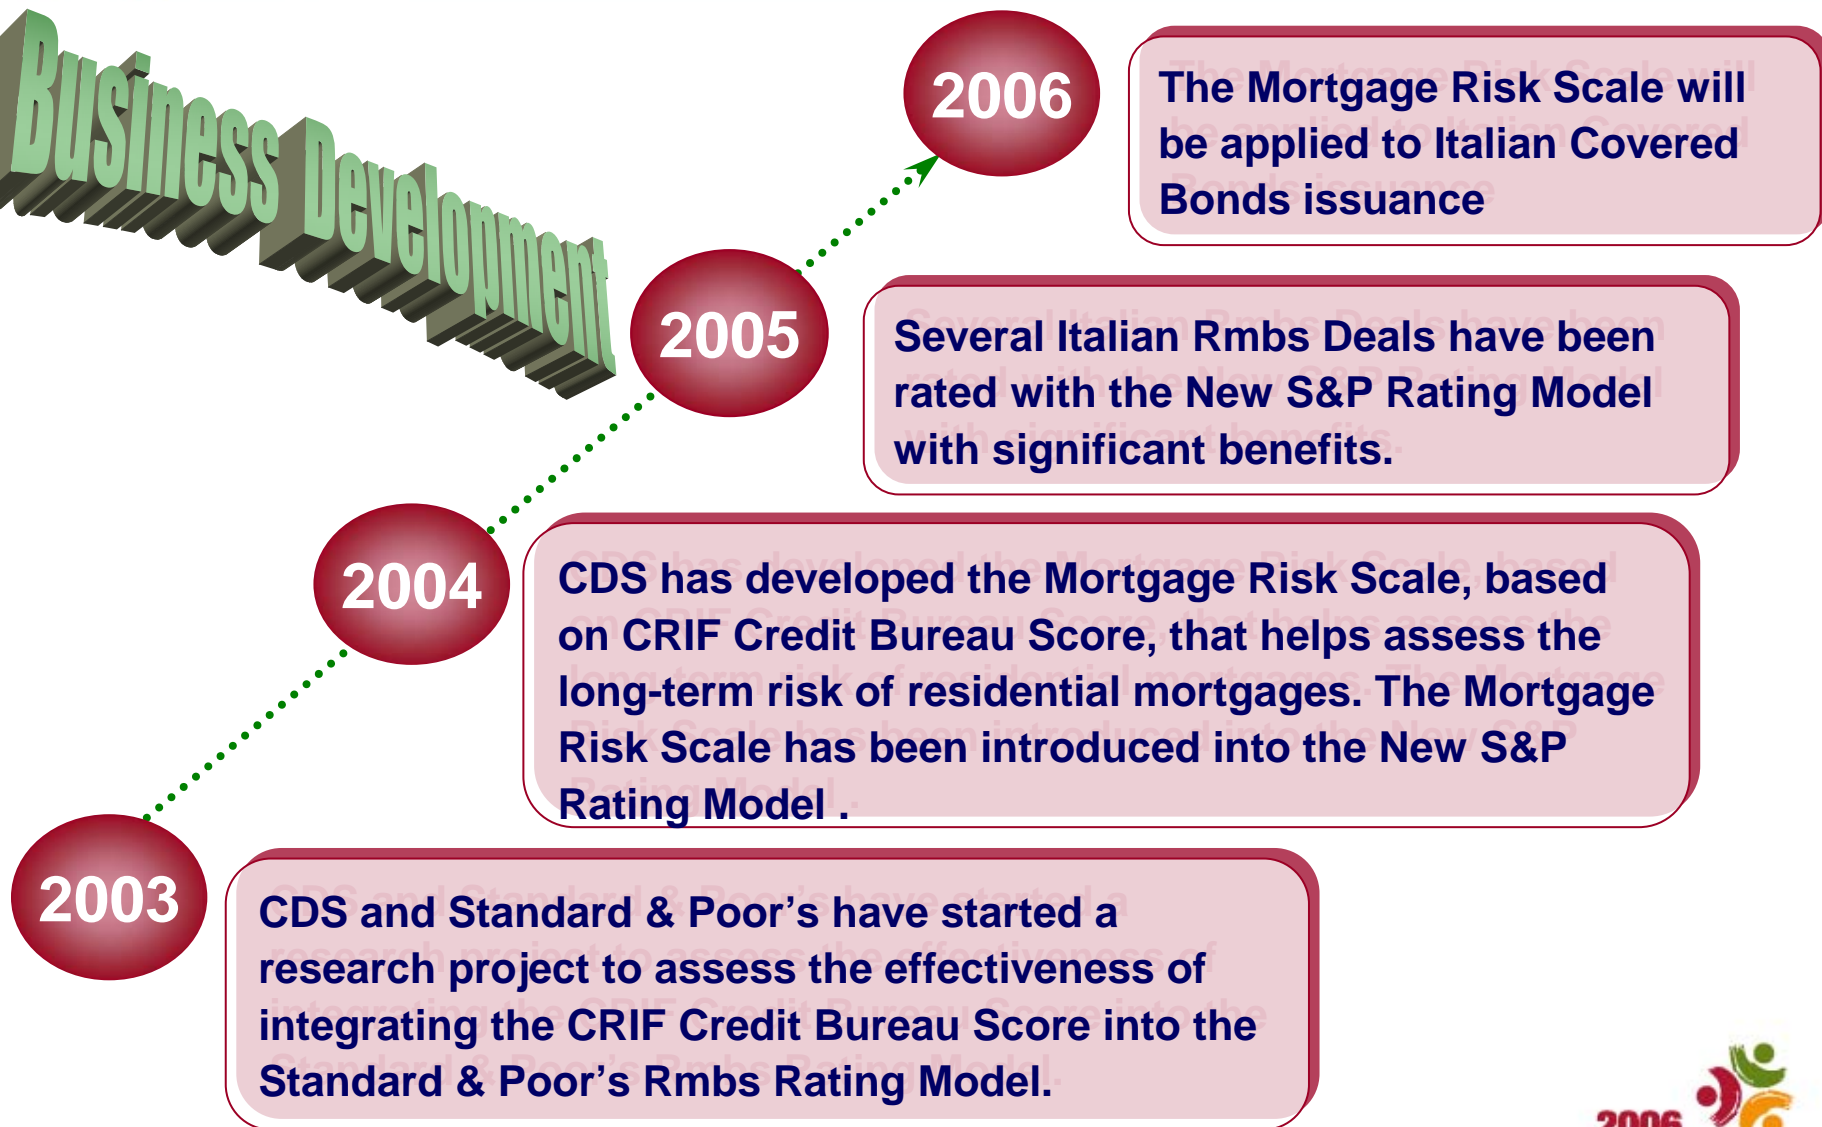 Business Development
2006
The Mortgage Risk Scale will
be applied to Italian Covered
Bonds issuance
2005
Several Italian Rmbs Deals have been
rated with the New S&P Rating Model
with significant benefits.
2004
CDS has developed the Mortgage Risk Scale, based
on CRIF Credit Bureau Score, that helps assess the
long-term risk of residential mortgages. The Mortgage
Risk Scale has been introduced into the New S&P
Rating Model .
2003
CDS and Standard & Poor’s have started a
research project to assess the effectiveness of
integrating the CRIF Credit Bureau Score into the
Standard & Poor’s Rmbs Rating Model.
2006